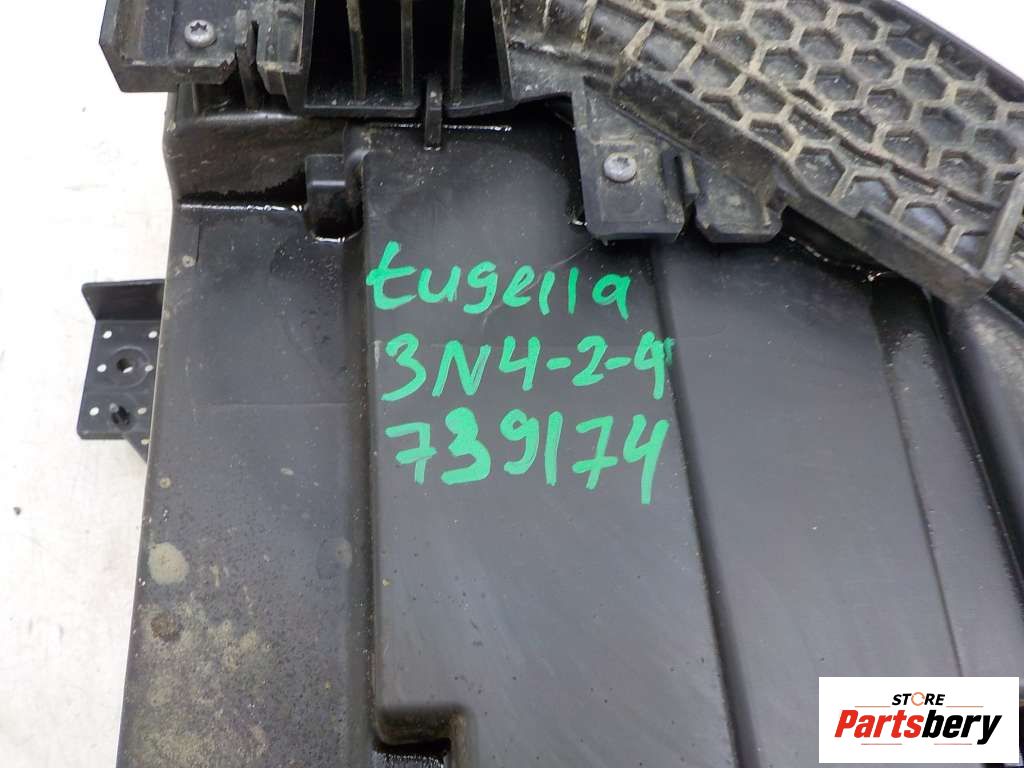 tugella
3N4-2-4
739174
STORE
Partsbery